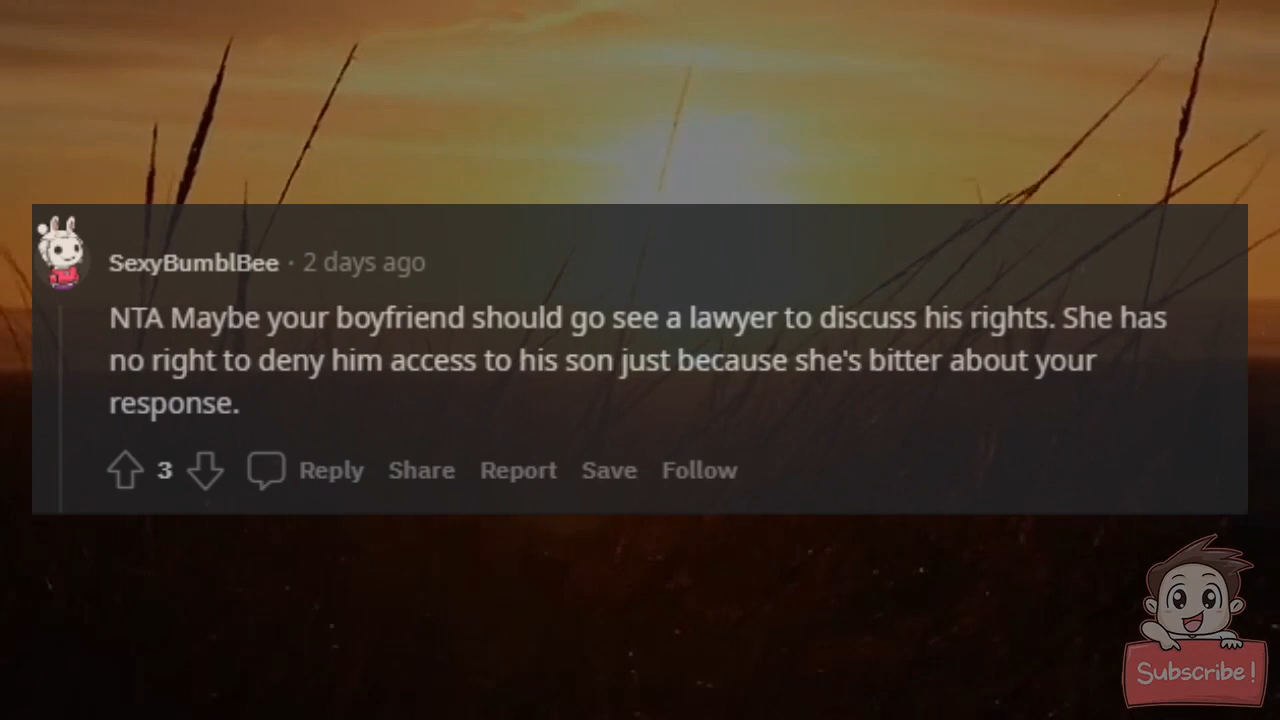 SexyBumblBee · 2 days ago
NTA Maybe your boyfriend should go see a lawyer to discuss his rights. She has
no right to deny him access to his son just because she's bitter about your
response.
3 Reply Share Report Save Follow
Subscribe!